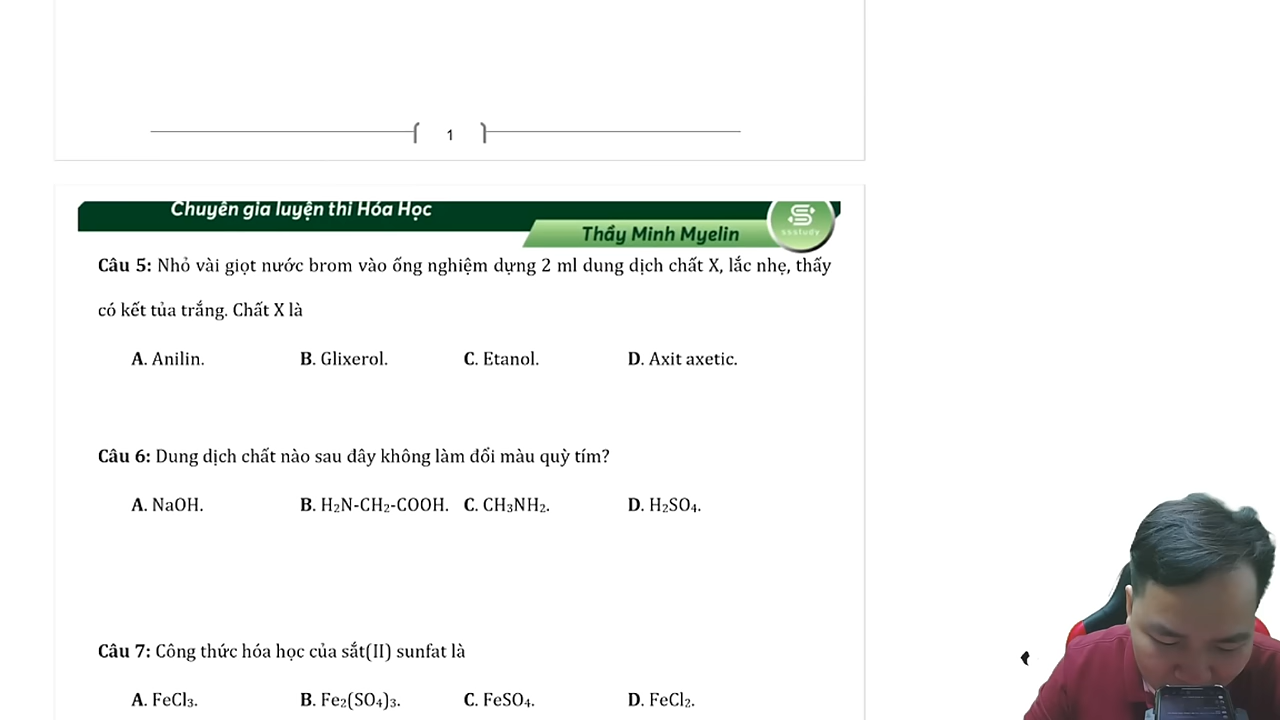 1
Chuyên gia luyện thi Hóa Học
ssstudy
Thầy Minh Myelin
Câu 5: Nhỏ vài giọt nước brom vào ống nghiệm dựng 2 ml dung dịch chất X, lắc nhẹ, thấy
có kết tủa trắng. Chất X là
A. Anilin. B. Glixerol. C. Etanol. D. Axit axetic.
Câu 6: Dung dịch chất nào sau đây không làm đổi màu quỳ tím?
A. NaOH. B. H₂N-CH₂-COOH. C. CH₃NH₂. D. H₂SO₄.
Câu 7: Công thức hóa học của sắt(II) sunfat là
A. FeCl₃. B. Fe₂(SO₄)₃. C. FeSO₄. D. FeCl₂.